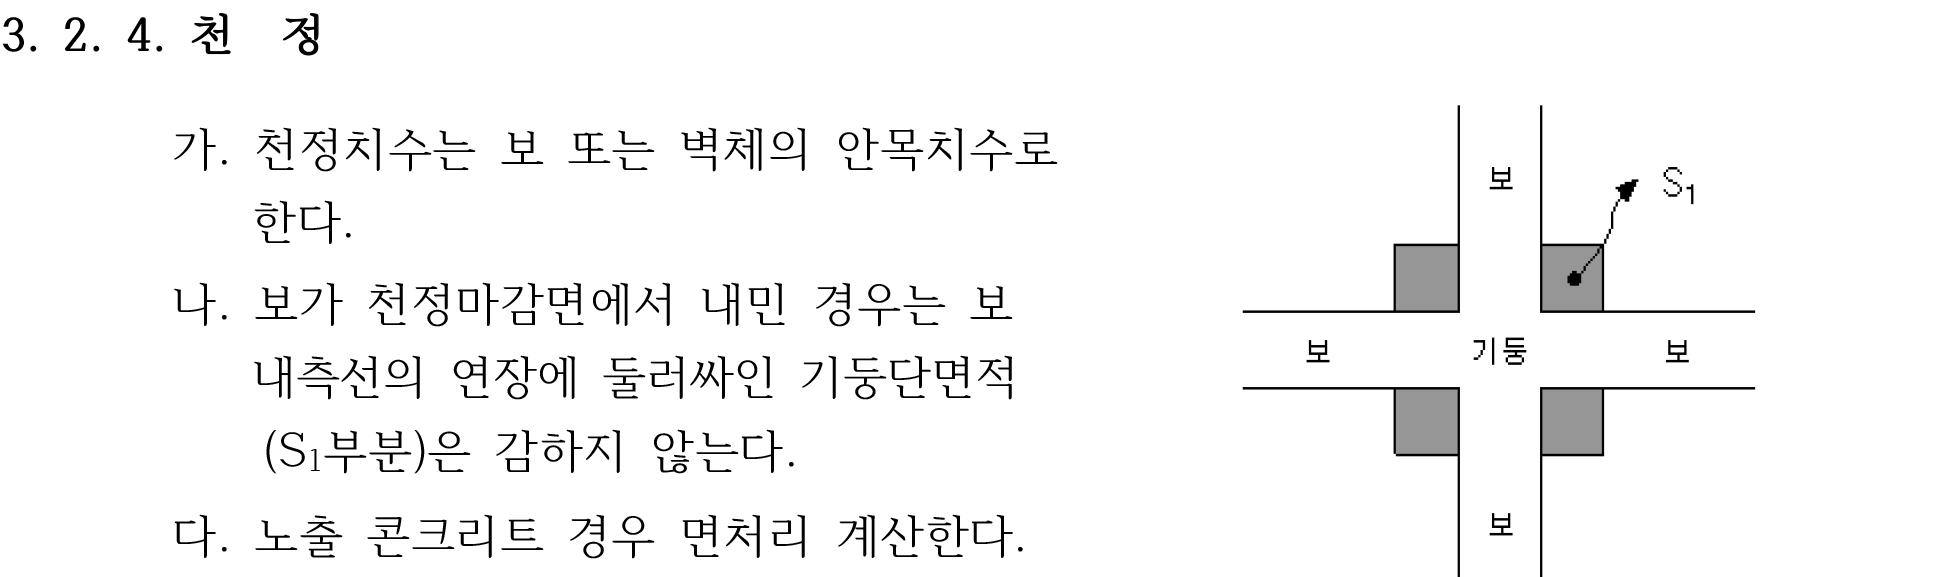 3. 2. 4. 천 정
가. 천정치수는 보 또는 벽체의 안목치수로
한다.
나. 보가 천정마감면에서 내민 경우는 보
내측선의 연장에 둘러싸인 기둥단면적
(S₁부분)은 감하지 않는다.
다. 노출 콘크리트 경우 면처리 계산한다.
보
S₁
보
기둥
보
보